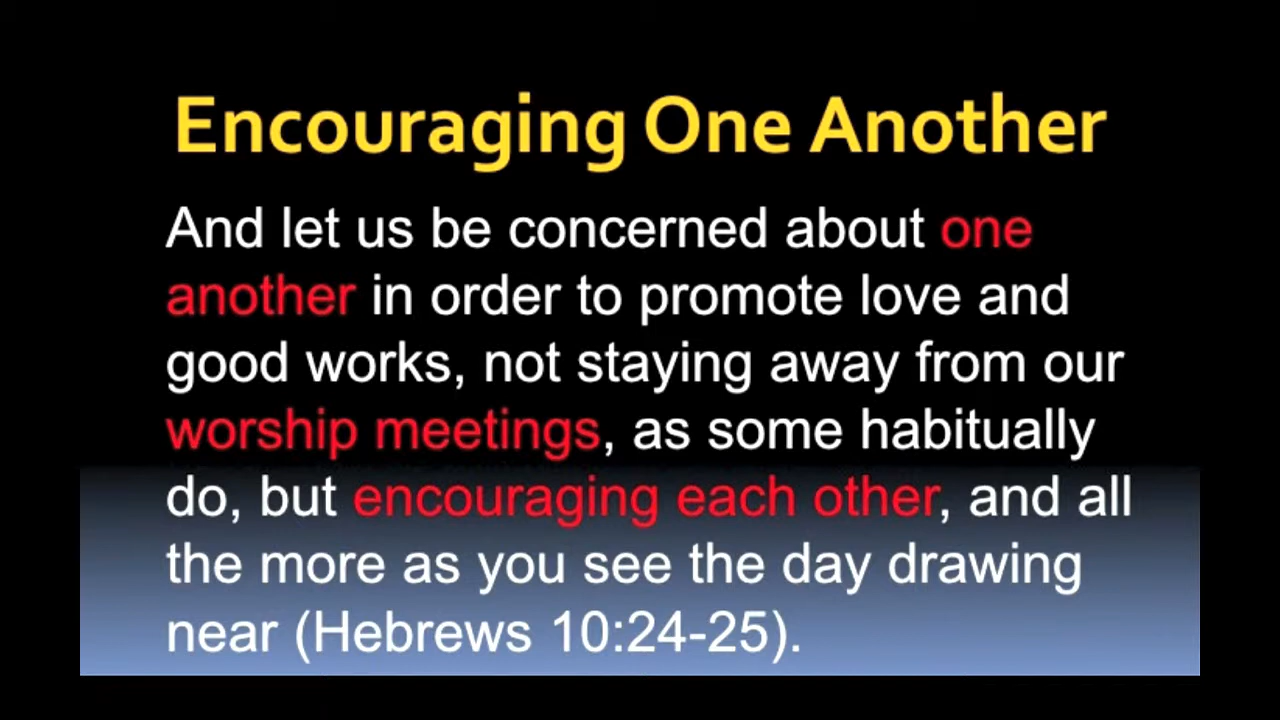 Encouraging One Another
And let us be concerned about one
another in order to promote love and
good works, not staying away from our
worship meetings, as some habitually
do, but encouraging each other, and all
the more as you see the day drawing
near (Hebrews 10:24-25).